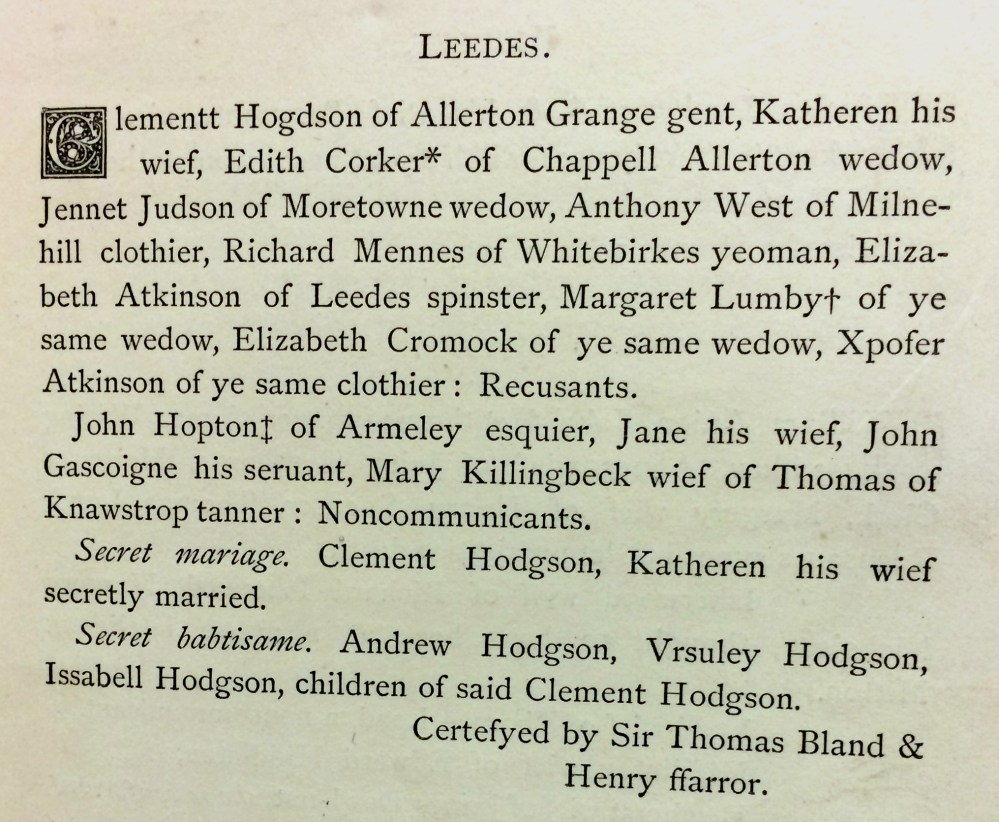 LEEDES.
Clementt Hogdson of Allerton Grange gent, Katheren his
wief, Edith Corker* of Chappell Allerton wedow,
Jennet Judson of Moretowne wedow, Anthony West of Milne-
hill clothier, Richard Mennes of Whitebirkes yeoman, Eliza-
beth Atkinson of Leedes spinster, Margaret Lumby† of ye
same wedow, Elizabeth Cromock of ye same wedow, Xpofer
Atkinson of ye same clothier : Recusants.
John Hopton‡ of Armeley esquier, Jane his wief, John
Gascoigne his seruant, Mary Killingbeck wief of Thomas of
Knawstrop tanner : Noncommunicants.
Secret mariage. Clement Hodgson, Katheren his wief
secretly married.
Secret babtisame. Andrew Hodgson, Vrsuley Hodgson,
Issabell Hodgson, children of said Clement Hodgson.
Certefyed by Sir Thomas Bland &
Henry ffarror.